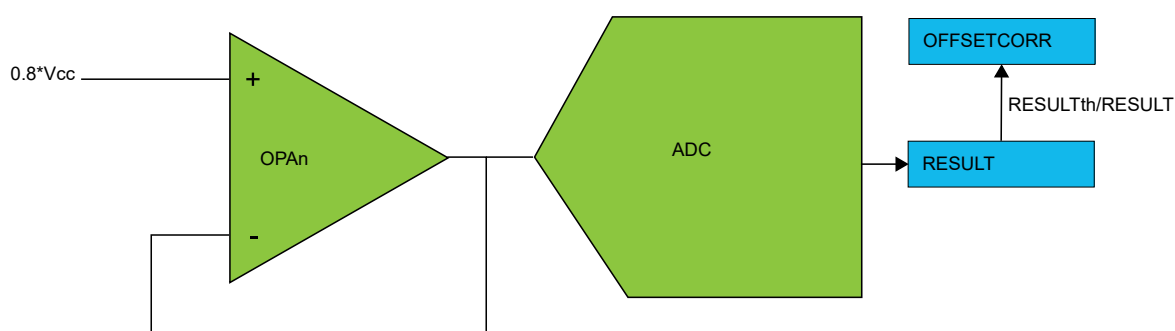 OFFSETCORR
0.8*Vcc
+
RESULTth/RESULT
OPAn
ADC
RESULT
-